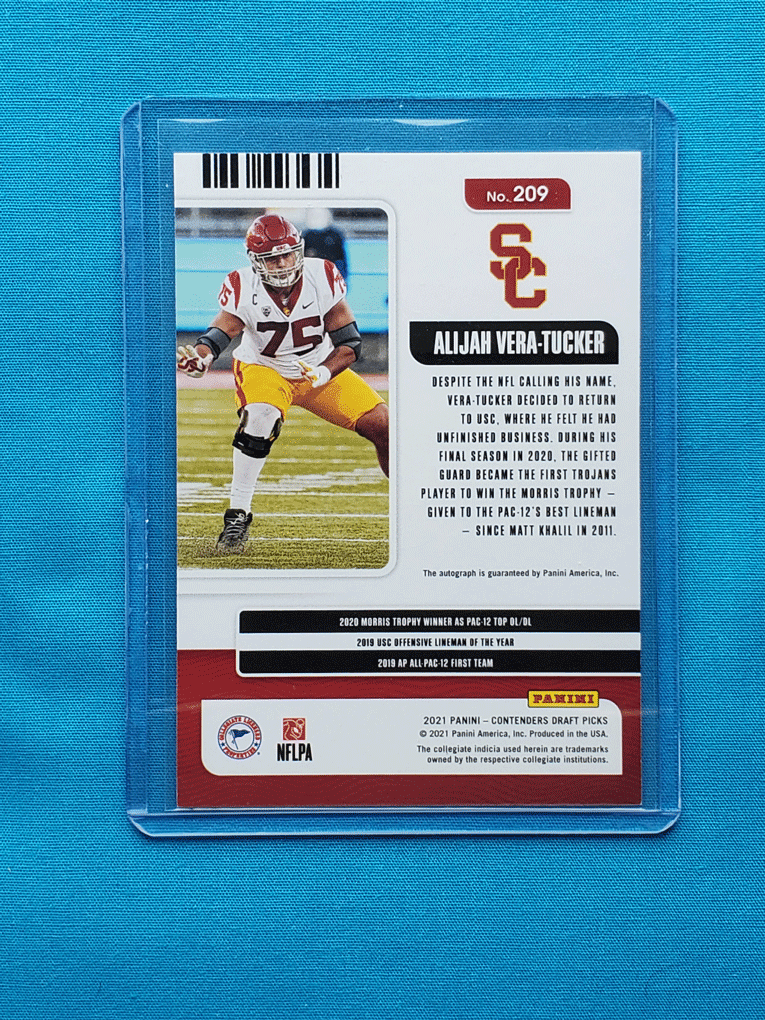 No. 209
SC
ALIJAH VERA-TUCKER
75
C
75
DESPITE THE NFL CALLING HIS NAME,
VERA-TUCKER DECIDED TO RETURN
TO USC, WHERE HE FELT HE HAD
UNFINISHED BUSINESS. DURING HIS
FINAL SEASON IN 2020, THE GIFTED
GUARD BECAME THE FIRST TROJANS
PLAYER TO WIN THE MORRIS TROPHY –
GIVEN TO THE PAC-12'S BEST LINEMAN
– SINCE MATT KHALIL IN 2011.
The autograph is guaranteed by Panini America, Inc.
2020 MORRIS TROPHY WINNER AS PAC-12 TOP OL/DL
2019 USC OFFENSIVE LINEMAN OF THE YEAR
2019 AP ALL-PAC-12 FIRST TEAM
PANINI
COLLEGIATE LICENSED
PROPERTIES
NFLPA
2021 PANINI – CONTENDERS DRAFT PICKS
© 2021 Panini America, Inc. Produced in the USA.
The collegiate indicia used herein are trademarks
owned by the respective collegiate institutions.